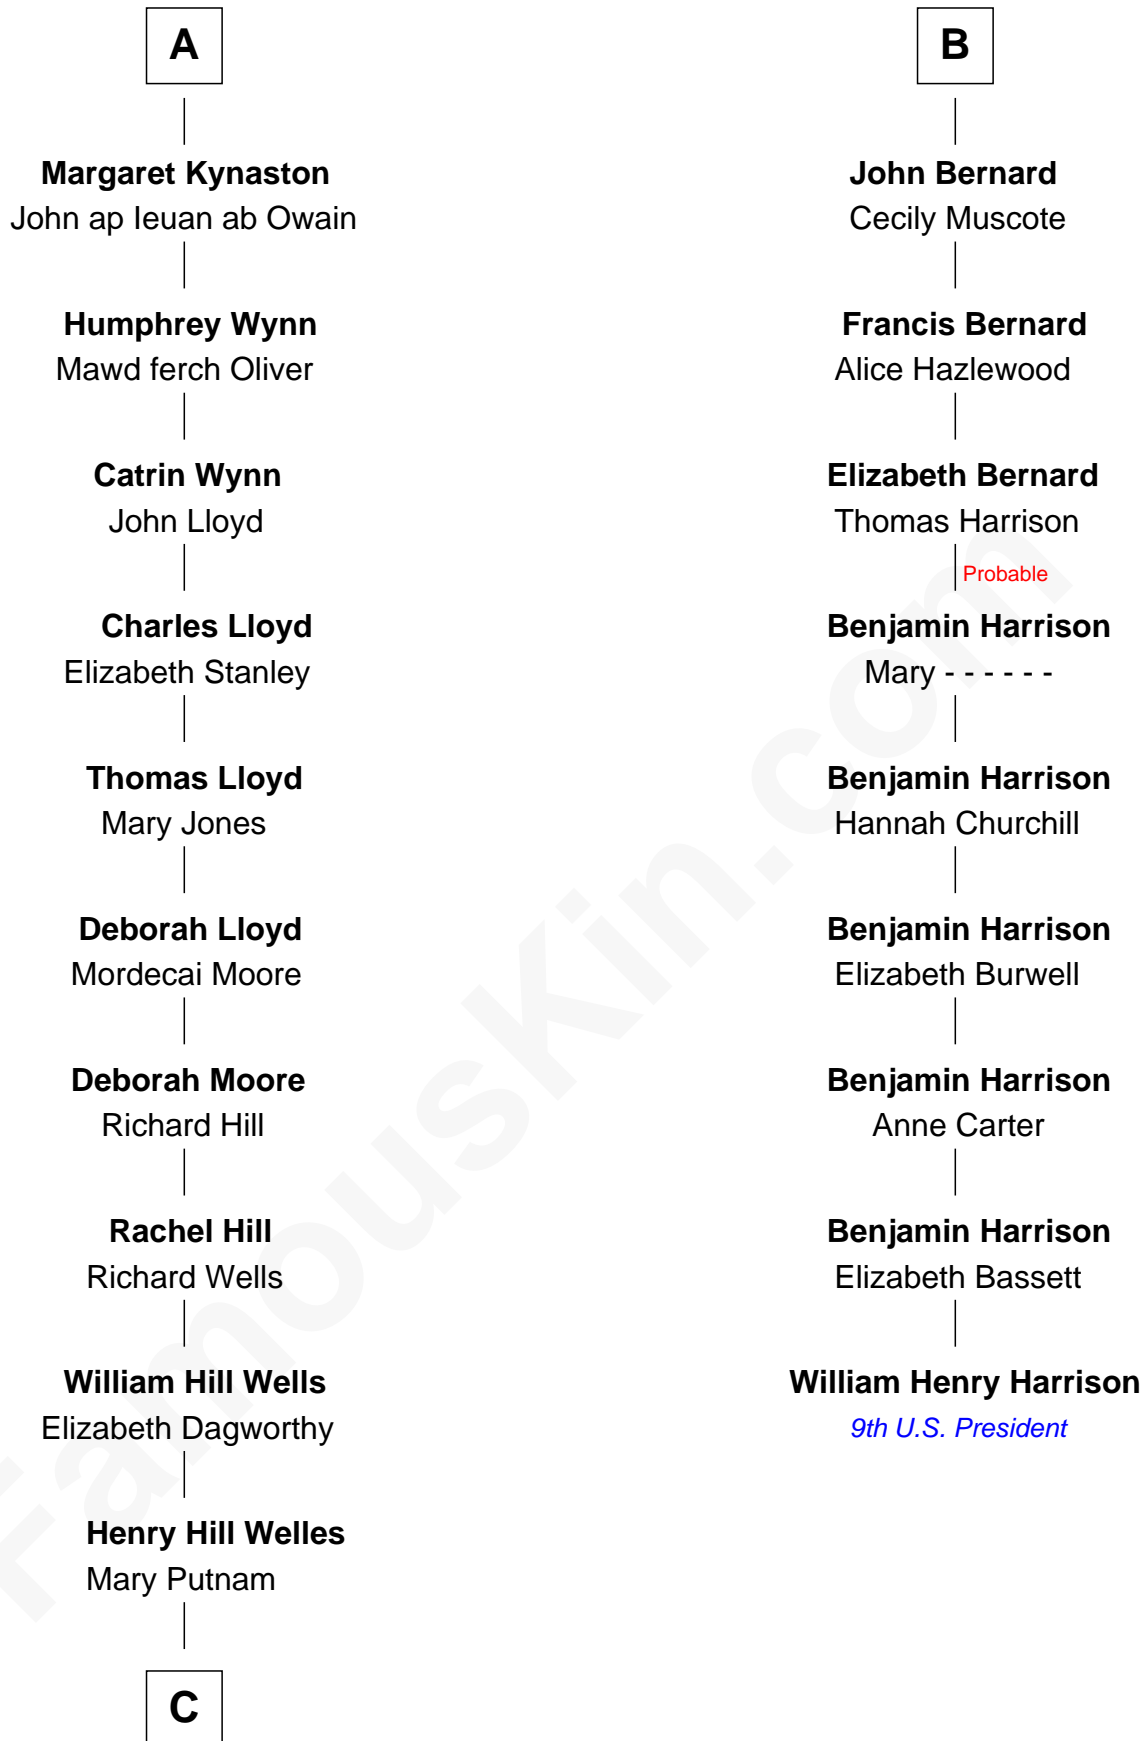 A
Margaret Kynaston
John ap Ieuan ab Owain
Humphrey Wynn
Mawd ferch Oliver
Catrin Wynn
John Lloyd
Charles Lloyd
Elizabeth Stanley
Thomas Lloyd
Mary Jones
Deborah Lloyd
Mordecai Moore
Deborah Moore
Richard Hill
Rachel Hill
Richard Wells
William Hill Wells
Elizabeth Dagworthy
Henry Hill Welles
Mary Putnam
C
B
John Bernard
Cecily Muscote
Francis Bernard
Alice Hazlewood
Elizabeth Bernard
Thomas Harrison
Probable
Benjamin Harrison
Mary - - - - - -
Benjamin Harrison
Hannah Churchill
Benjamin Harrison
Elizabeth Burwell
Benjamin Harrison
Anne Carter
Benjamin Harrison
Elizabeth Bassett
William Henry Harrison
9th U.S. President
FamousKin.com